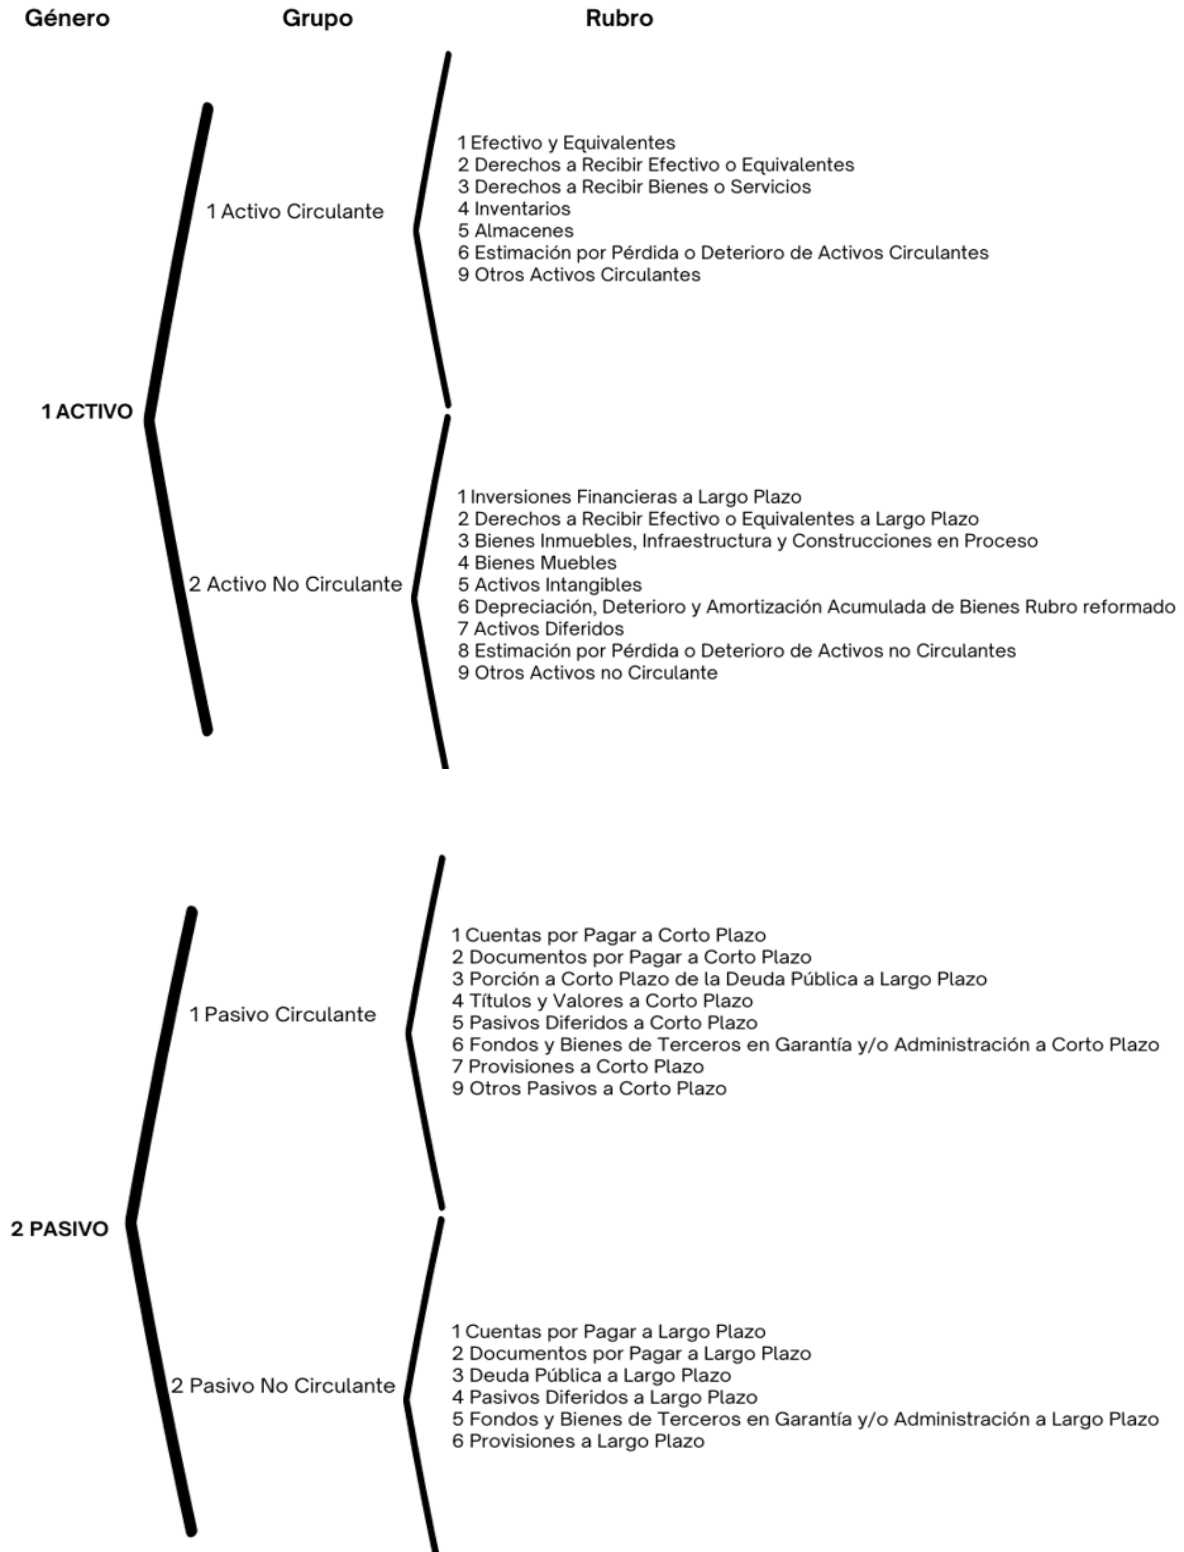 Género Grupo Rubro
1 Activo Circulante
1 Efectivo y Equivalentes
2 Derechos a Recibir Efectivo o Equivalentes
3 Derechos a Recibir Bienes o Servicios
4 Inventarios
5 Almacenes
6 Estimación por Pérdida o Deterioro de Activos Circulantes
9 Otros Activos Circulantes
1 ACTIVO
2 Activo No Circulante
1 Inversiones Financieras a Largo Plazo
2 Derechos a Recibir Efectivo o Equivalentes a Largo Plazo
3 Bienes Inmuebles, Infraestructura y Construcciones en Proceso
4 Bienes Muebles
5 Activos Intangibles
6 Depreciación, Deterioro y Amortización Acumulada de Bienes Rubro reformado
7 Activos Diferidos
8 Estimación por Pérdida o Deterioro de Activos no Circulantes
9 Otros Activos no Circulante
1 Pasivo Circulante
1 Cuentas por Pagar a Corto Plazo
2 Documentos por Pagar a Corto Plazo
3 Porción a Corto Plazo de la Deuda Pública a Largo Plazo
4 Títulos y Valores a Corto Plazo
5 Pasivos Diferidos a Corto Plazo
6 Fondos y Bienes de Terceros en Garantía y/o Administración a Corto Plazo
7 Provisiones a Corto Plazo
9 Otros Pasivos a Corto Plazo
2 PASIVO
2 Pasivo No Circulante
1 Cuentas por Pagar a Largo Plazo
2 Documentos por Pagar a Largo Plazo
3 Deuda Pública a Largo Plazo
4 Pasivos Diferidos a Largo Plazo
5 Fondos y Bienes de Terceros en Garantía y/o Administración a Largo Plazo
6 Provisiones a Largo Plazo